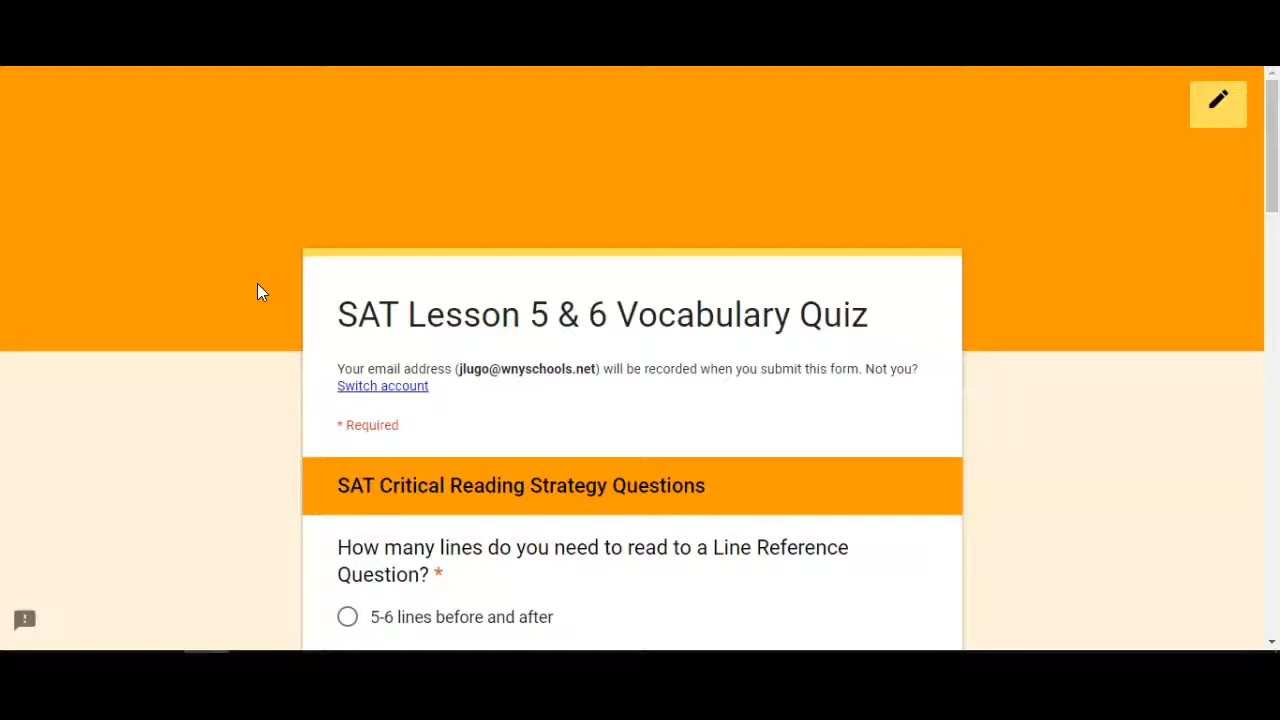 SAT Lesson 5 & 6 Vocabulary Quiz
Your email address (jlugo@wnyschools.net) will be recorded when you submit this form. Not you?
Switch account
* Required
SAT Critical Reading Strategy Questions
How many lines do you need to read to a Line Reference
Question? *
5-6 lines before and after